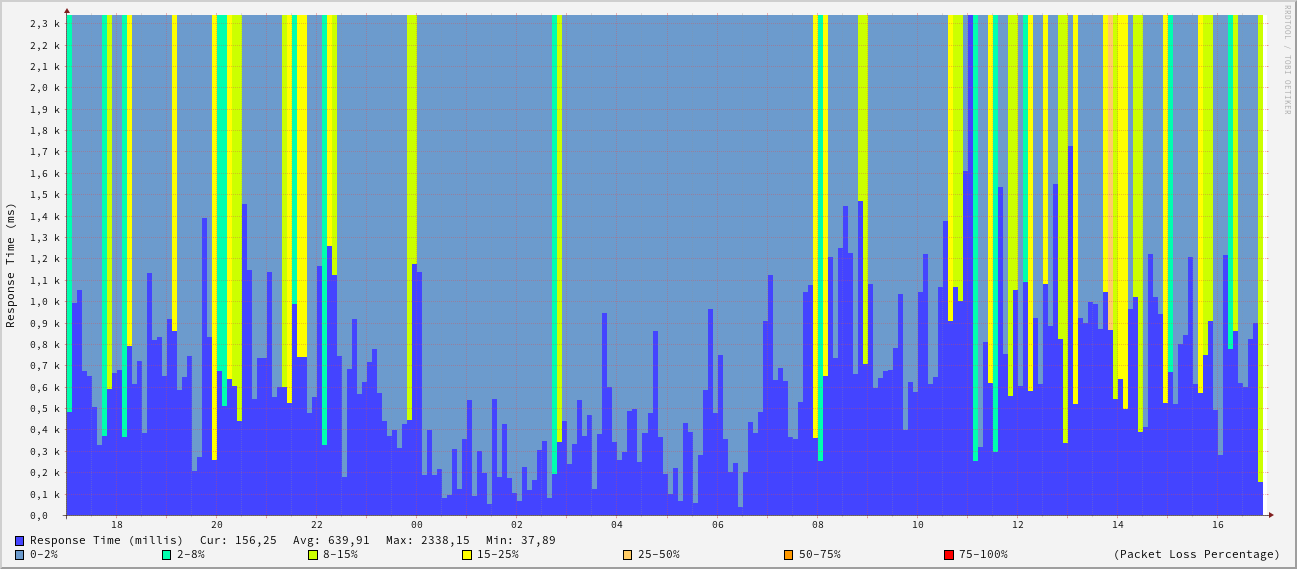 RRDTOOL / TOBI OETIKER
Response Time (ms)
2,3 k
2,2 k
2,1 k
2,0 k
1,9 k
1,8 k
1,7 k
1,6 k
1,5 k
1,4 k
1,3 k
1,2 k
1,1 k
1,0 k
0,9 k
0,8 k
0,7 k
0,6 k
0,5 k
0,4 k
0,3 k
0,2 k
0,1 k
0,0
18 20 22 00 02 04 06 08 10 12 14 16
Response Time (millis) Cur: 156,25 Avg: 639,91 Max: 2338,15 Min: 37,89
0-2% 2-8% 8-15% 15-25% 25-50% 50-75% 75-100% (Packet Loss Percentage)